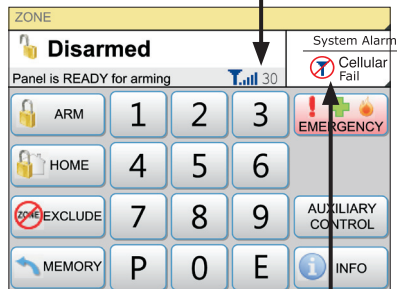 ZONE
Disarmed
System Alarm
Cellular
Fail
Panel is READY for arming
30
ARM
1
2
3
EMERGENCY
HOME
4
5
6
ZONE
EXCLUDE
7
8
9
AUXILIARY
CONTROL
MEMORY
P
0
E
i
INFO